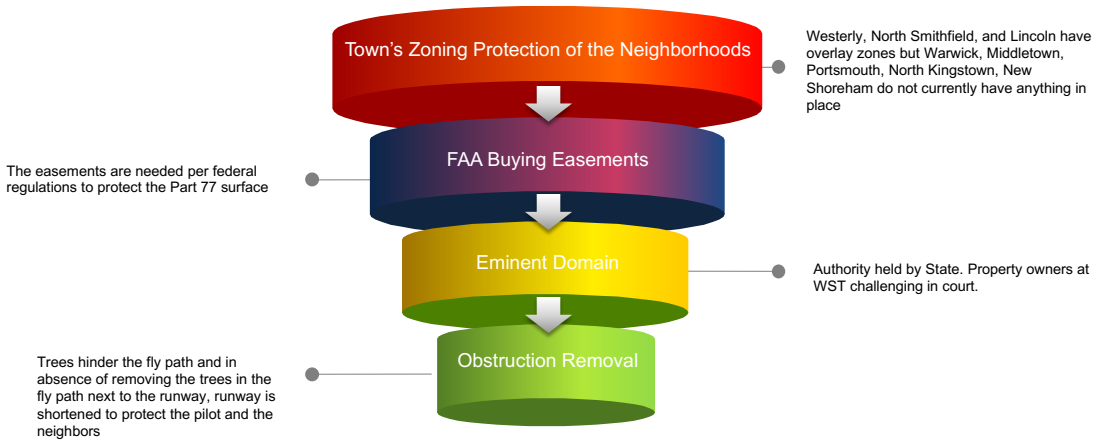 Town's Zoning Protection of the Neighborhoods
Westerly, North Smithfield, and Lincoln have
overlay zones but Warwick, Middletown,
Portsmouth, North Kingstown, New
Shoreham do not currently have anything in
place
FAA Buying Easements
The easements are needed per federal
regulations to protect the Part 77 surface
Eminent Domain
Authority held by State. Property owners at
WST challenging in court.
Obstruction Removal
Trees hinder the fly path and in
absence of removing the trees in the
fly path next to the runway, runway is
shortened to protect the pilot and the
neighbors